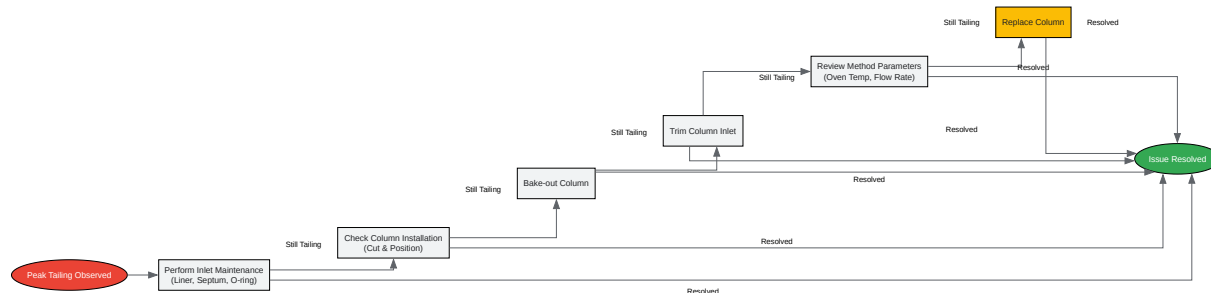 Still Tailing
Replace Column
Resolved
Review Method Parameters
(Oven Temp, Flow Rate)
Resolved
Still Tailing
Still Tailing
Trim Column Inlet
Resolved
Issue Resolved
Still Tailing
Bake-out Column
Resolved
Still Tailing
Check Column Installation
(Cut & Position)
Resolved
Peak Tailing Observed
Perform Inlet Maintenance
(Liner, Septum, O-ring)
Resolved